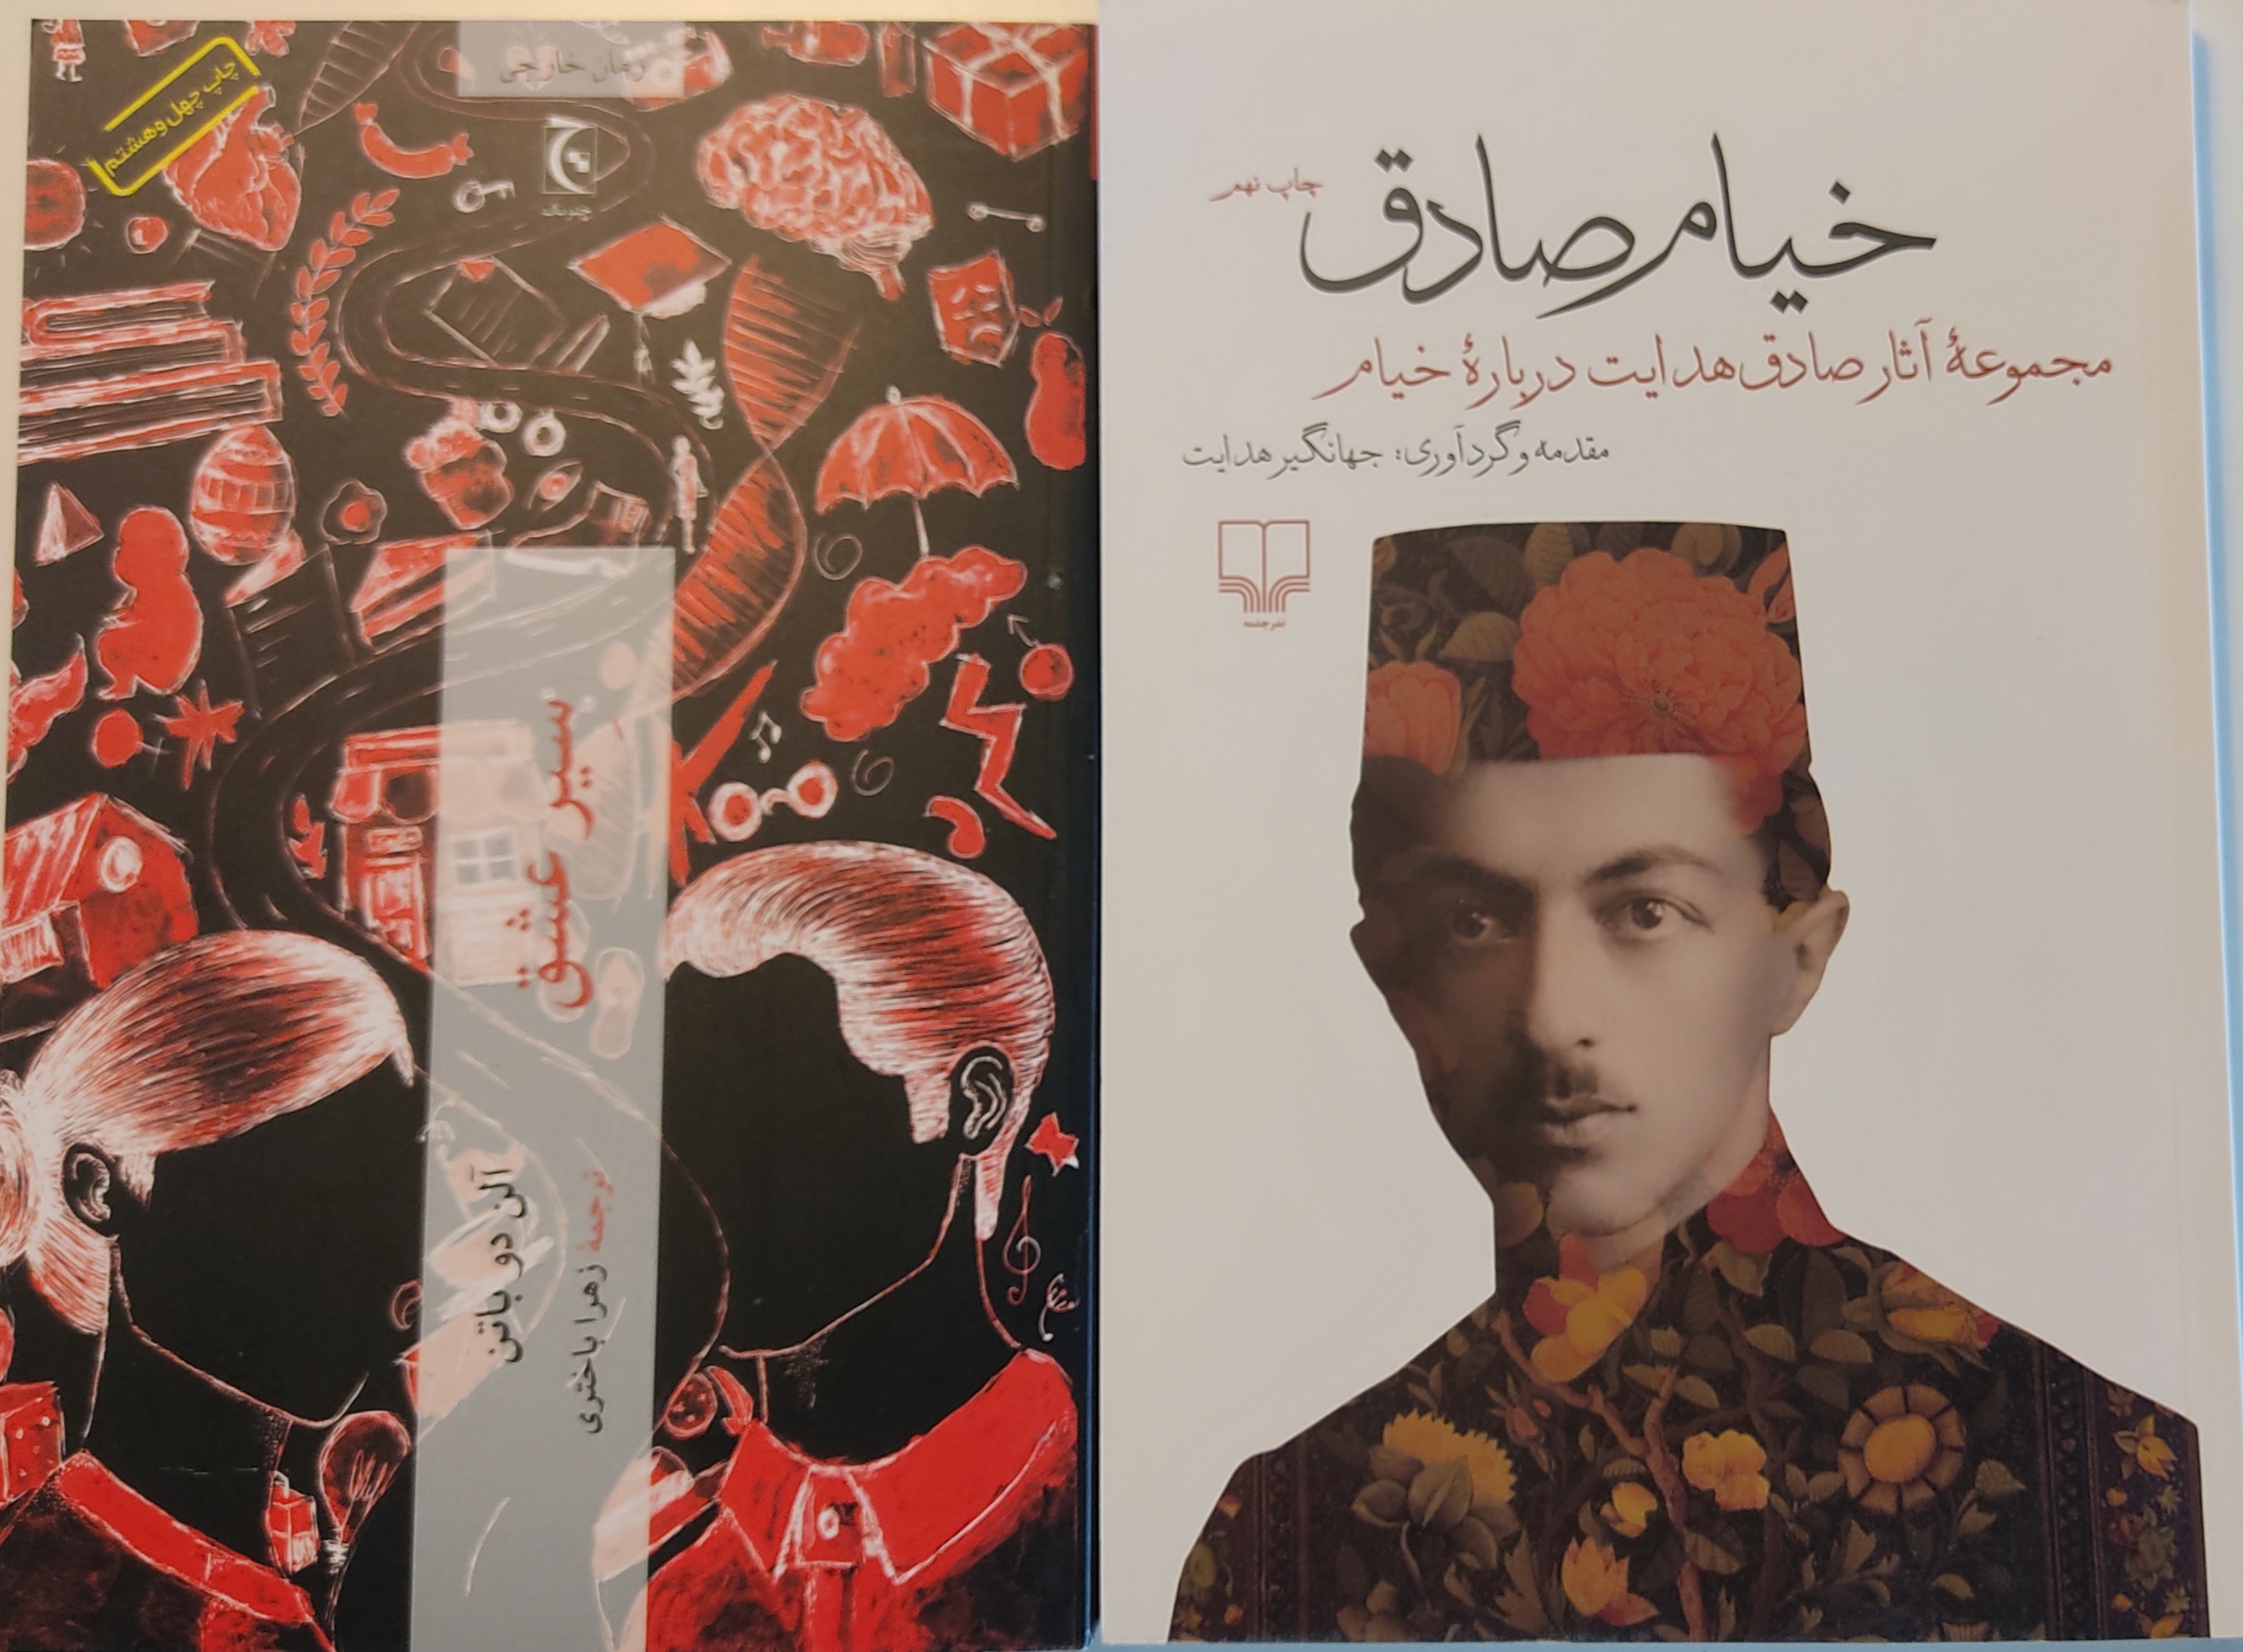 رمان خارجی
چاپ چهل و هشتم
چترنگ
سیر عشق
آلن دو باتن
ترجمهٔ زهرا باختری
چاپ نهم
خیام صادق
مجموعهٔ آثار صادق هدایت دربارهٔ خیام
مقدمه و گردآوری: جهانگیر هدایت
نشر چشمه